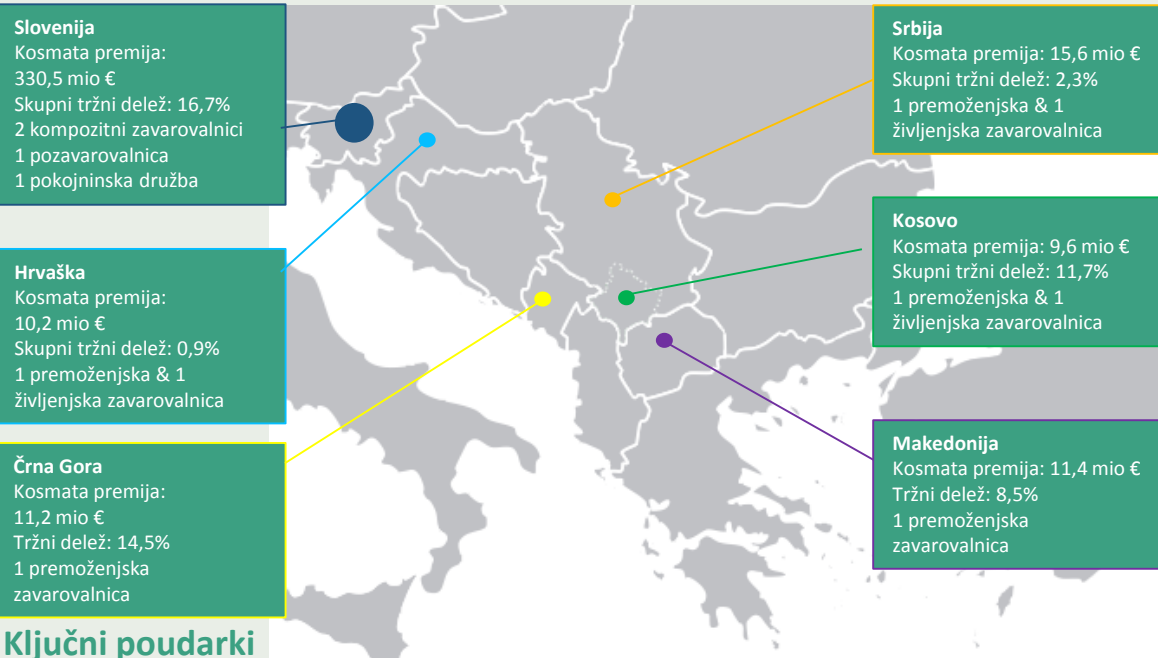 Slovenija
Kosmata premija:
330,5 mio €
Skupni tržni delež: 16,7%
2 kompozitni zavarovalnici
1 pozavarovalnica
1 pokojninska družba
Hrvaška
Kosmata premija:
10,2 mio €
Skupni tržni delež: 0,9%
1 premoženjska & 1
življenjska zavarovalnica
Črna Gora
Kosmata premija:
11,2 mio €
Tržni delež: 14,5%
1 premoženjska
zavarovalnica
Ključni poudarki
Srbija
Kosmata premija: 15,6 mio €
Skupni tržni delež: 2,3%
1 premoženjska & 1
življenjska zavarovalnica
Kosovo
Kosmata premija: 9,6 mio €
Skupni tržni delež: 11,7%
1 premoženjska & 1
življenjska zavarovalnica
Makedonija
Kosmata premija: 11,4 mio €
Tržni delež: 8,5%
1 premoženjska
zavarovalnica